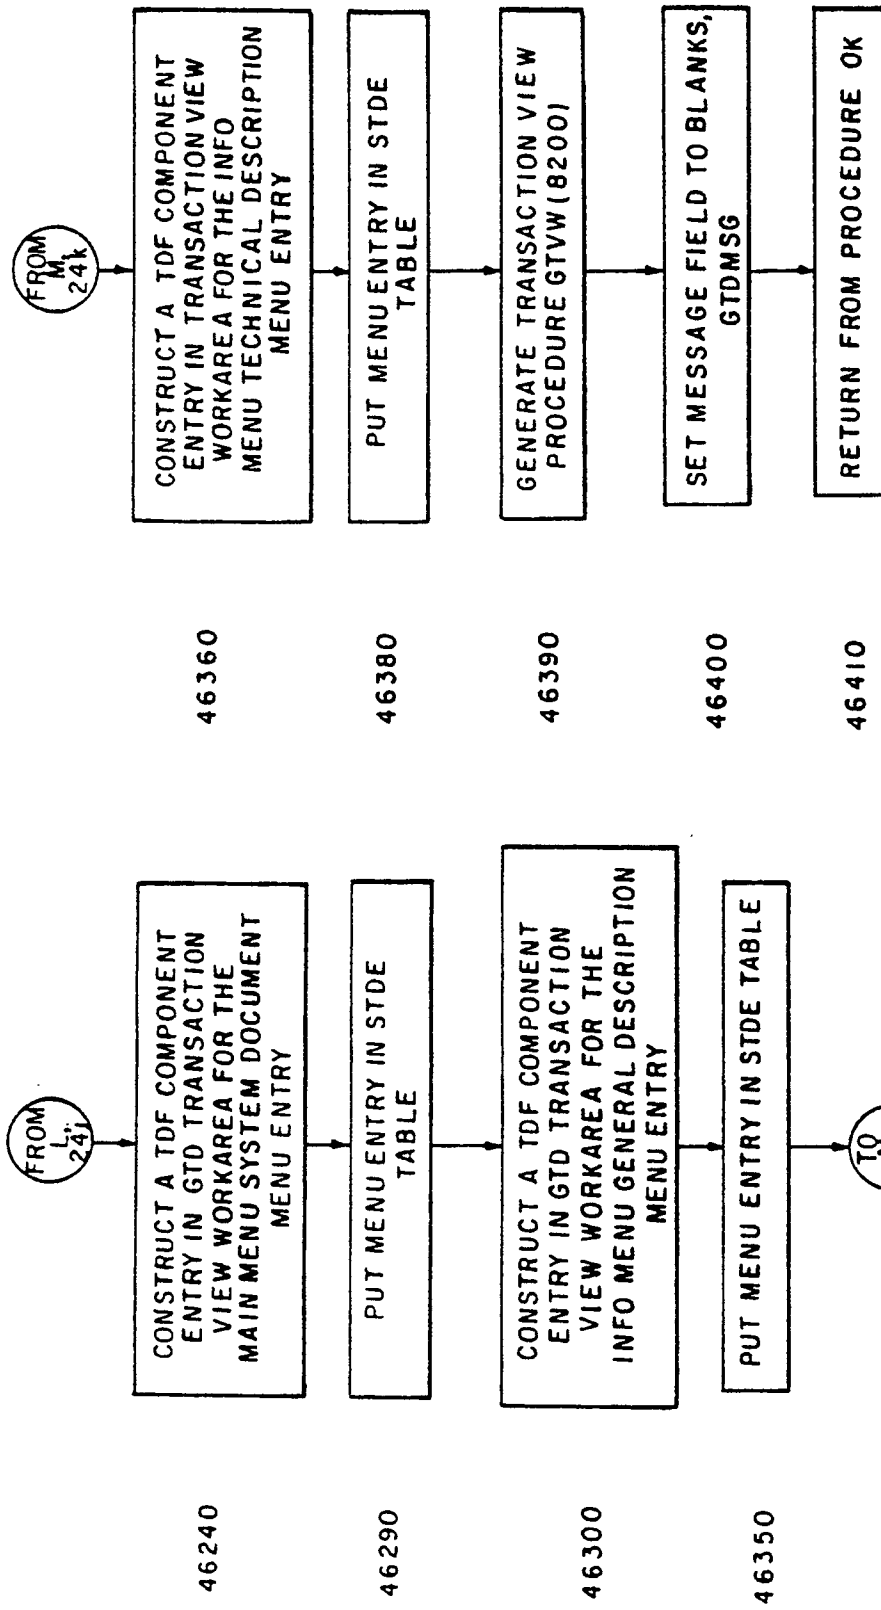 FROM
L,
24j
46240
CONSTRUCT A TDF COMPONENT
ENTRY IN GTD TRANSACTION
VIEW WORKAREA FOR THE
MAIN MENU SYSTEM DOCUMENT
MENU ENTRY
46290
PUT MENU ENTRY IN STDE
TABLE
46300
CONSTRUCT A TDF COMPONENT
ENTRY IN GTD TRANSACTION
VIEW WORKAREA FOR THE
INFO MENU GENERAL DESCRIPTION
MENU ENTRY
46350
PUT MENU ENTRY IN STDE TABLE
TO
FROM
M,
24k
46360
CONSTRUCT A TDF COMPONENT
ENTRY IN TRANSACTION VIEW
WORKAREA FOR THE INFO
MENU TECHNICAL DESCRIPTION
MENU ENTRY
46380
PUT MENU ENTRY IN STDE
TABLE
46390
GENERATE TRANSACTION VIEW
PROCEDURE GTVW(8200)
46400
SET MESSAGE FIELD TO BLANKS,
GTDMSG
46410
RETURN FROM PROCEDURE OK